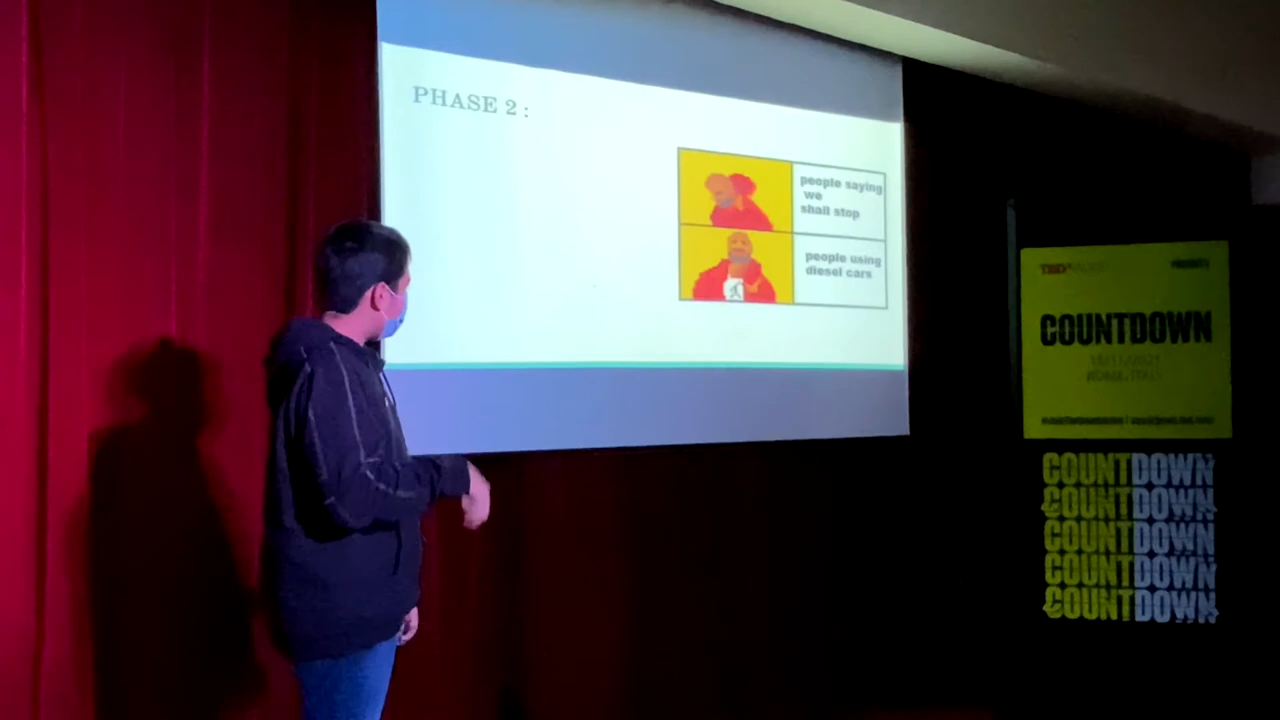 PHASE 2 :
people saying
we
shall stop
people using
diesel cars
COUNTDOWN
COUNTDOWN
COUNTDOWN
COUNTDOWN
COUNTDOWN
COUNTDOWN